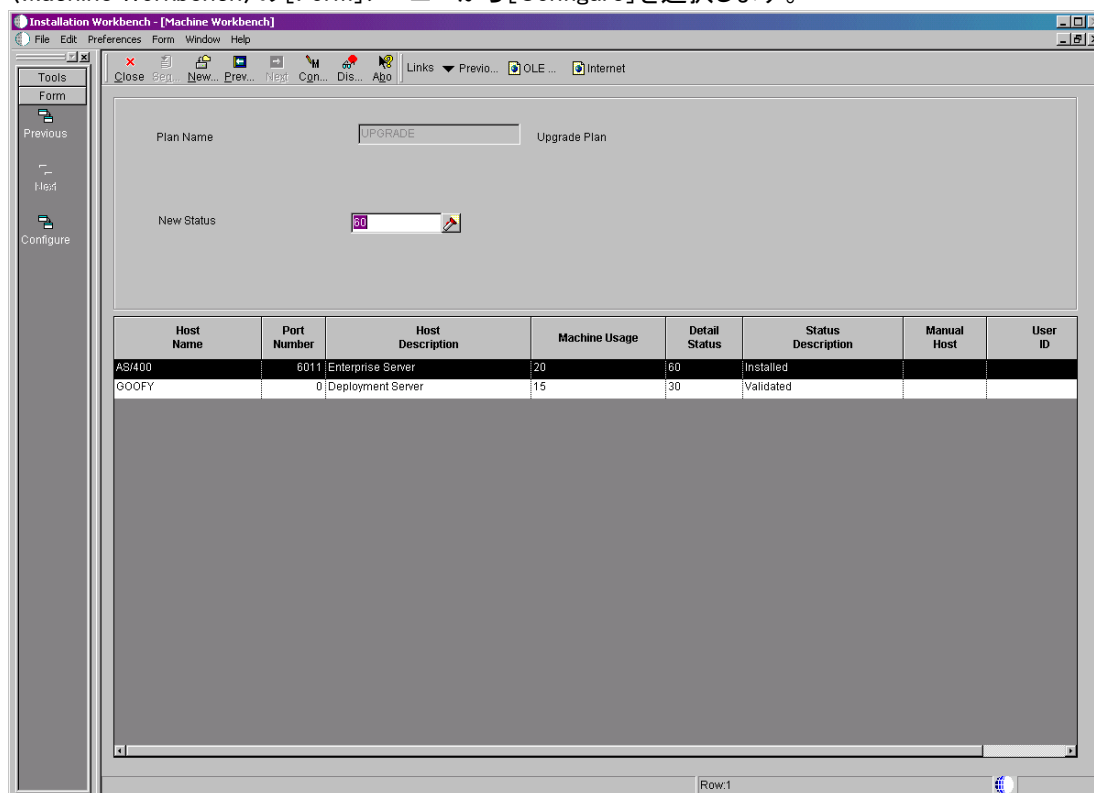 (Machine Workbench)の[Form]メニューから[Configure]を選択します。
Installation Workbench - [Machine Workbench]
File Edit Preferences Form Window Help
Close Seq... New... Prev... Next Con... Dis... Abo Links Previo... OLE ... Internet
Tools
Form
Previous
Next
Configure
Plan Name UPGRADE Upgrade Plan
New Status 60
Host Name Port Number Host Description Machine Usage Detail Status Status Description Manual Host User ID
AS/400 6011 Enterprise Server 20 60 Installed
GOOFY 0 Deployment Server 15 30 Validated
Row:1